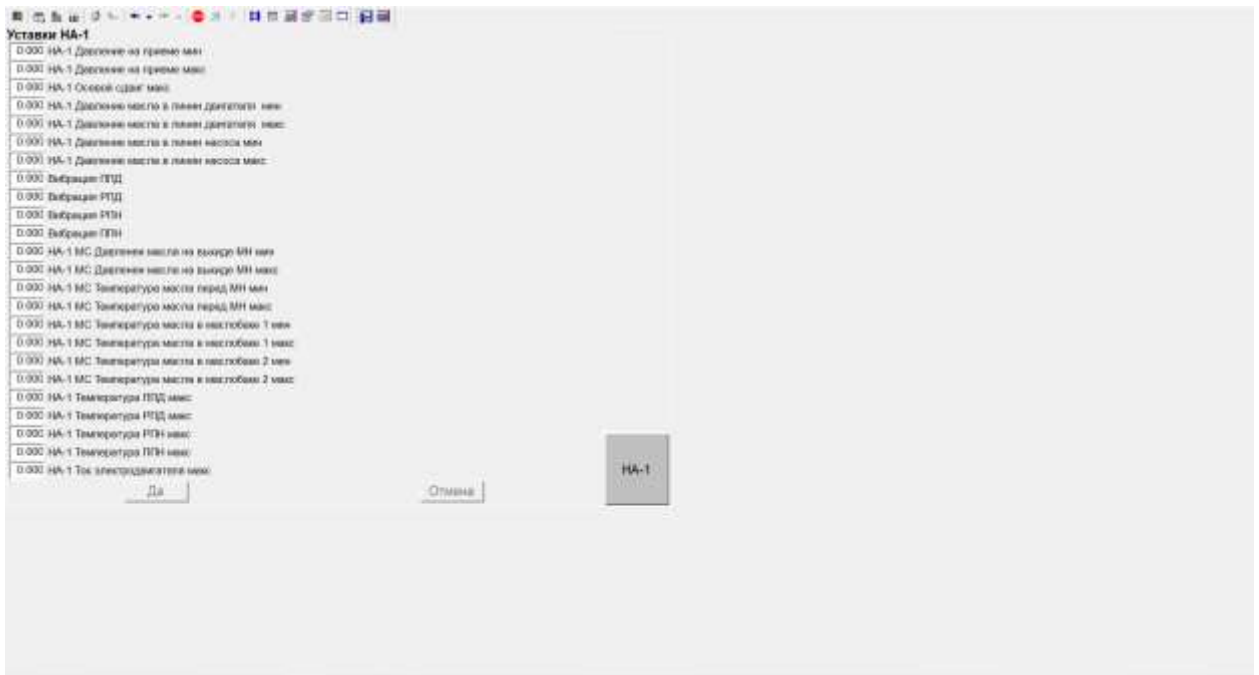 Уставки НА-1
0.000 НА-1 Давление на приеме мин
0.000 НА-1 Давление на приеме макс
0.000 НА-1 Осевой сдвиг макс
0.000 НА-1 Давление масла в линии двигателя мин
0.000 НА-1 Давление масла в линии двигателя макс
0.000 НА-1 Давление масла в линии насоса мин
0.000 НА-1 Давление масла в линии насоса макс
0.000 Вибрация ППД
0.000 Вибрация РПД
0.000 Вибрация РПН
0.000 Вибрация ППН
0.000 НА-1 МС Давление масла на выкиде МН мин
0.000 НА-1 МС Давление масла на выкиде МН макс
0.000 НА-1 МС Температура масла перед МН мин
0.000 НА-1 МС Температура масла перед МН макс
0.000 НА-1 МС Температура масла в маслобаке 1 мин
0.000 НА-1 МС Температура масла в маслобаке 1 макс
0.000 НА-1 МС Температура масла в маслобаке 2 мин
0.000 НА-1 МС Температура масла в маслобаке 2 макс
0.000 НА-1 Температура ППД макс
0.000 НА-1 Температура РПД макс
0.000 НА-1 Температура РПН макс
0.000 НА-1 Температура ППН макс
0.000 НА-1 Ток электродвигателя макс
НА-1
Да Отмена